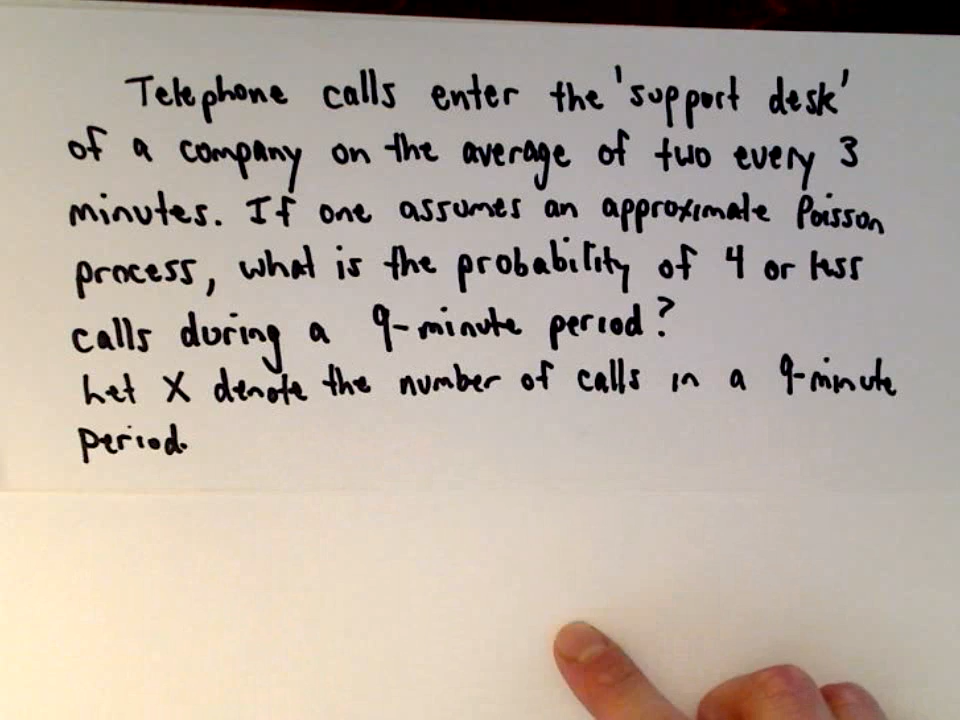 Telephone calls enter the 'support desk'
of a company on the average of two every 3
minutes. If one assumes an approximate Poisson
process, what is the probability of 4 or less
calls during a 9-minute period?
Let X denote the number of calls in a 9-minute
period.